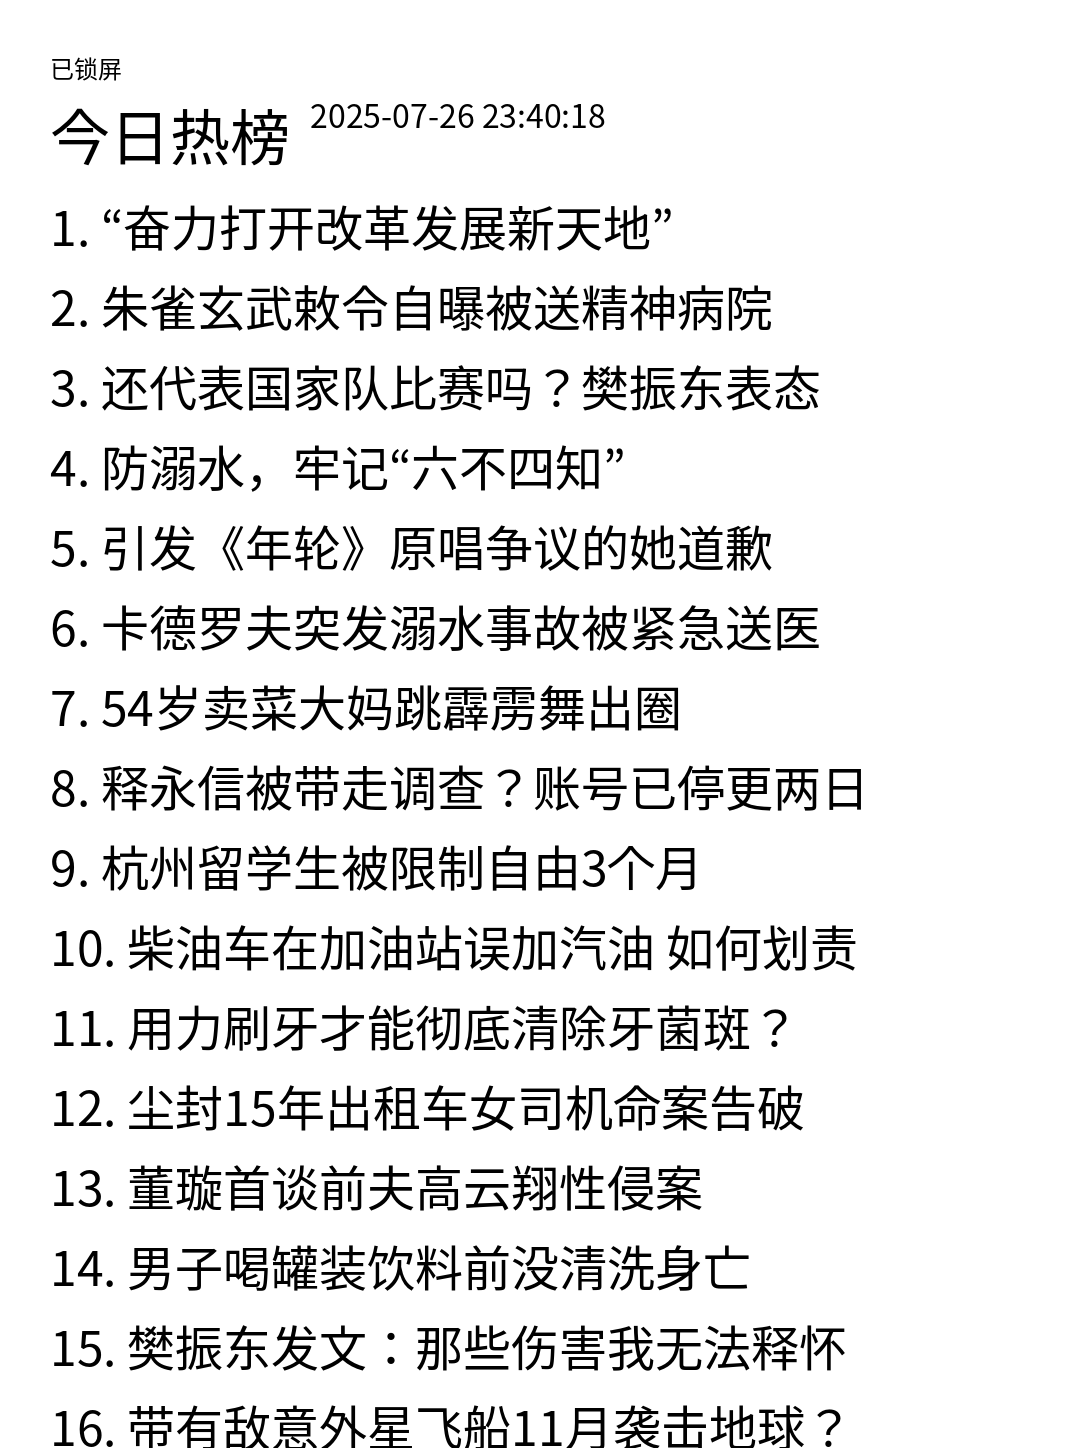 已锁屏
今日热榜 2025-07-26 23:40:18
1. “奋力打开改革发展新天地”
2. 朱雀玄武敕令自曝被送精神病院
3. 还代表国家队比赛吗？樊振东表态
4. 防溺水，牢记“六不四知”
5. 引发《年轮》原唱争议的她道歉
6. 卡德罗夫突发溺水事故被紧急送医
7. 54岁卖菜大妈跳霹雳舞出圈
8. 释永信被带走调查？账号已停更两日
9. 杭州留学生被限制自由3个月
10. 柴油车在加油站误加汽油 如何划责
11. 用力刷牙才能彻底清除牙菌斑？
12. 尘封15年出租车女司机命案告破
13. 董璇首谈前夫高云翔性侵案
14. 男子喝罐装饮料前没清洗身亡
15. 樊振东发文：那些伤害我无法释怀
16. 带有敌意外星飞船11月袭击地球？